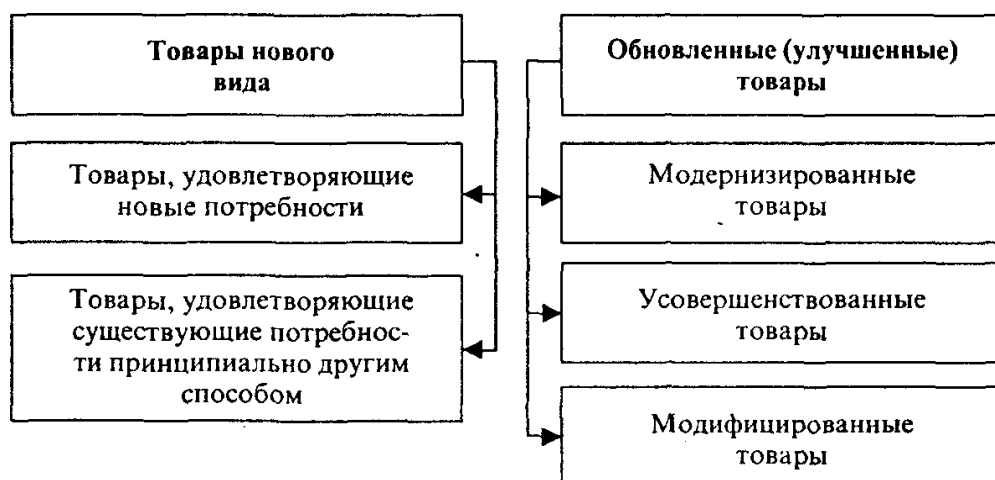 Товары нового
вида
Товары, удовлетворяющие
новые потребности
Товары, удовлетворяющие
существующие потребнос-
ти принципиально другим
способом
Обновленные (улучшенные)
товары
Модернизированные
товары
Усовершенствованные
товары
Модифицированные
товары